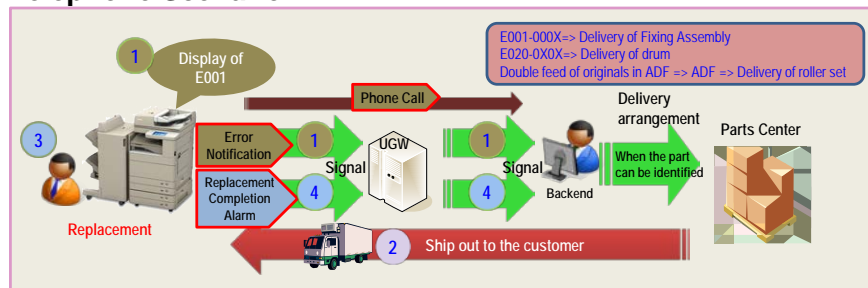 1
Display of
E001
E001-000X=> Delivery of Fixing Assembly
E020-0X0X=> Delivery of drum
Double feed of originals in ADF => ADF => Delivery of roller set
Phone Call
Delivery
arrangement
3
Error
Notification
1
Signal
UGW
1
Signal
Backend
When the part
can be identified
Parts Center
Replacement
Completion
Alarm
4
4
Replacement
2
Ship out to the customer